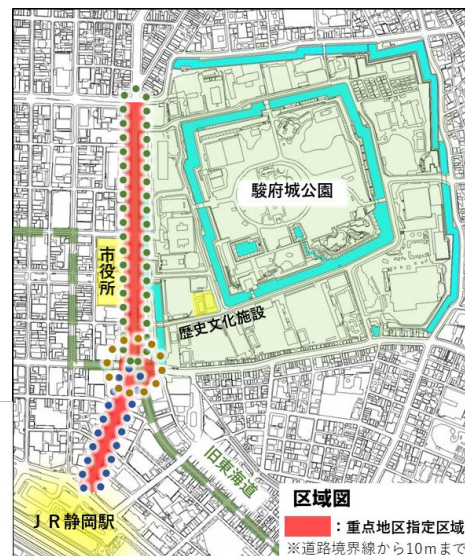 駿府城公園
市役所
歴史文化施設
旧東海道
JR静岡駅
区域図
：重点地区指定区域
※道路境界線から10mまで